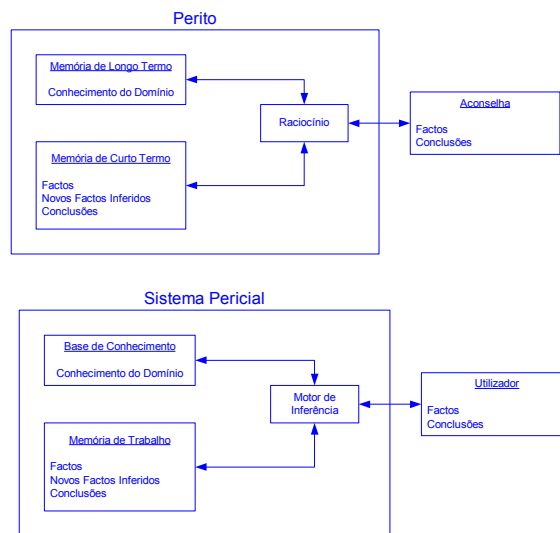 Perito
Memória de Longo Termo
Conhecimento do Domínio
Raciocínio
Aconselha
Factos
Conclusões
Memória de Curto Termo
Factos
Novos Factos Inferidos
Conclusões
Sistema Pericial
Base de Conhecimento
Conhecimento do Domínio
Motor de
Inferência
Utilizador
Factos
Conclusões
Memória de Trabalho
Factos
Novos Factos Inferidos
Conclusões